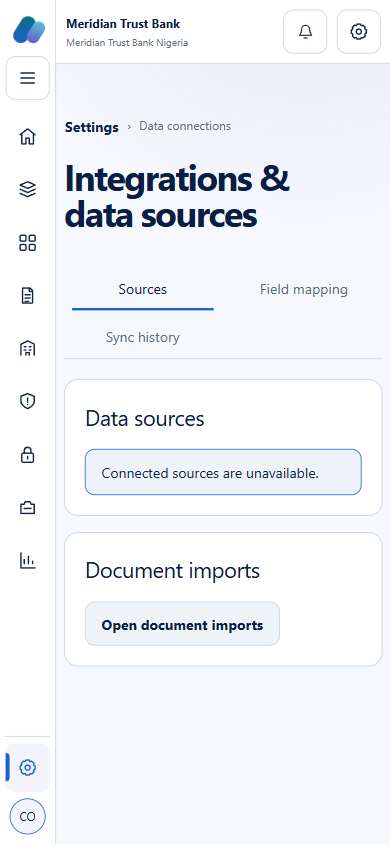 Meridian Trust Bank
Meridian Trust Bank Nigeria
Settings › Data connections
Integrations &
data sources
Sources
Field mapping
Sync history
Data sources
Connected sources are unavailable.
Document imports
Open document imports
CO